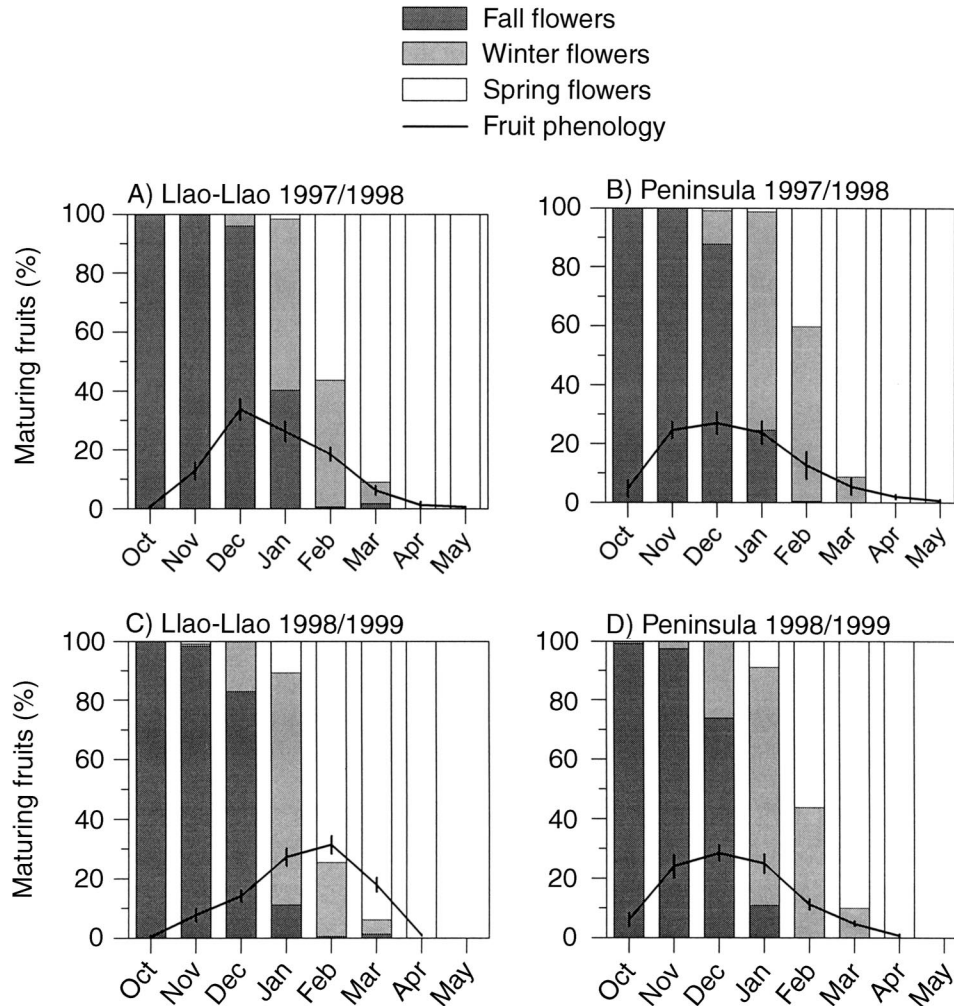 Fall flowers
Winter flowers
Spring flowers
Fruit phenology
A) Llao-Llao 1997/1998
B) Peninsula 1997/1998
Maturing fruits (%)
100
80
60
40
20
0
Oct
Nov
Dec
Jan
Feb
Mar
Apr
May
100
80
60
40
20
0
Oct
Nov
Dec
Jan
Feb
Mar
Apr
May
C) Llao-Llao 1998/1999
D) Peninsula 1998/1999
Maturing fruits (%)
100
80
60
40
20
0
Oct
Nov
Dec
Jan
Feb
Mar
Apr
May
100
80
60
40
20
0
Oct
Nov
Dec
Jan
Feb
Mar
Apr
May